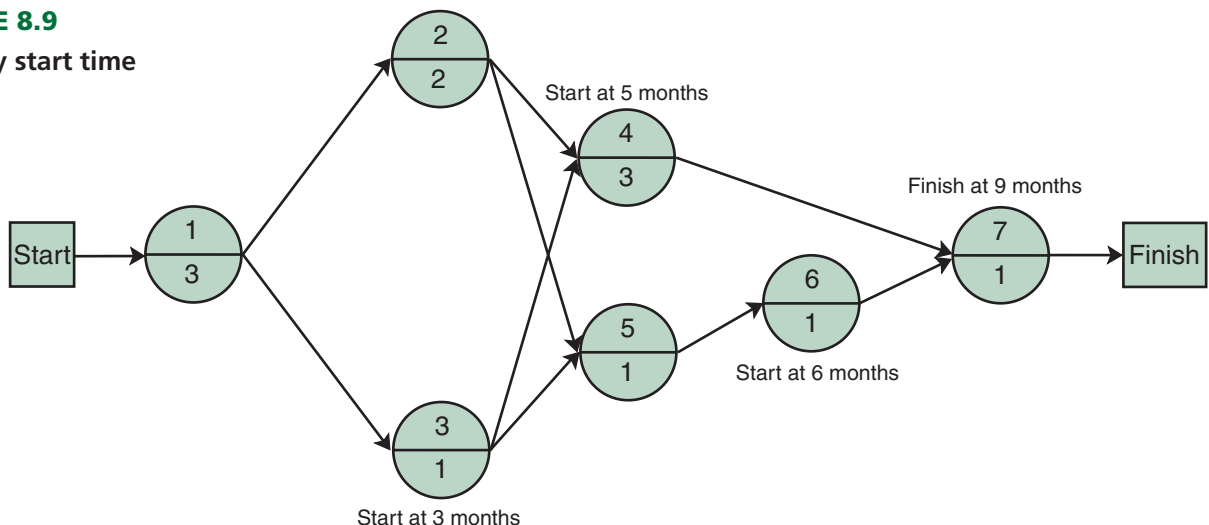 E 8.9
y start time
2
2
Start at 5 months
4
3
Finish at 9 months
1
3
Start
7
1
Finish
6
1
Start at 6 months
5
1
3
1
Start at 3 months